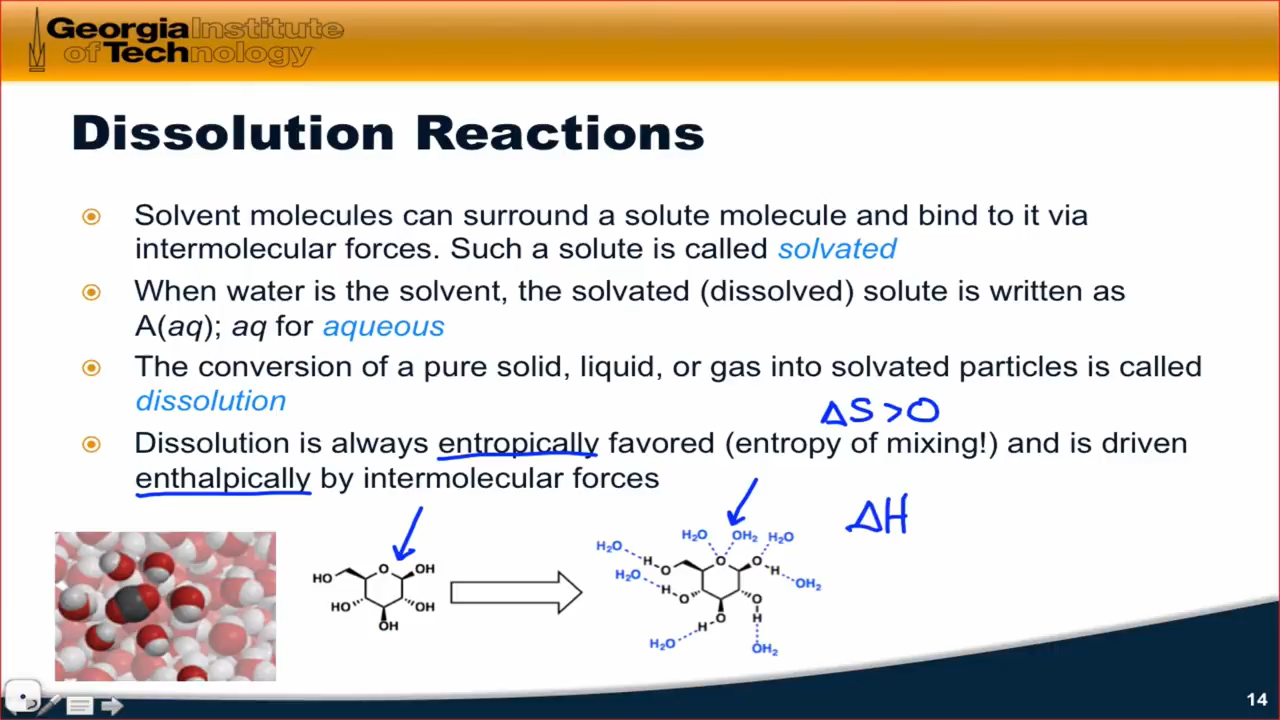 Georgia Institute
of Technology
Dissolution Reactions
Solvent molecules can surround a solute molecule and bind to it via
intermolecular forces. Such a solute is called solvated
When water is the solvent, the solvated (dissolved) solute is written as
A(aq); aq for aqueous
The conversion of a pure solid, liquid, or gas into solvated particles is called
dissolution
ΔS>0
Dissolution is always entropically favored (entropy of mixing!) and is driven
enthalpically by intermolecular forces
ΔH
HO O OH
HO OH
OH
H₂O OH₂ H₂O
H₂O H O O O H OH₂
H₂O H O O
H O H
H₂O OH₂
14